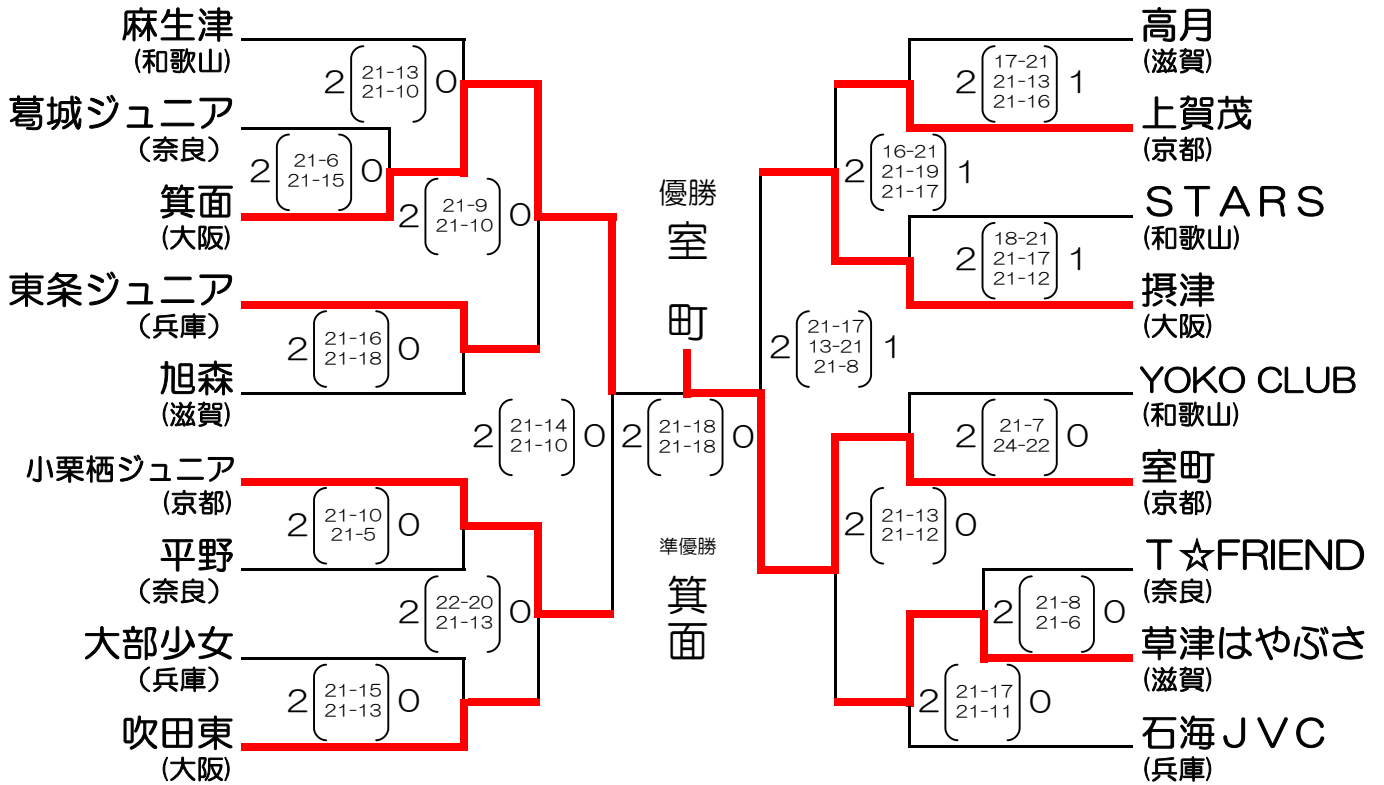 麻生津
(和歌山)
葛城ジュニア
(奈良)
箕面
(大阪)
東条ジュニア
(兵庫)
旭森
(滋賀)
小栗栖ジュニア
(京都)
平野
(奈良)
大部少女
(兵庫)
吹田東
(大阪)
2 21-13 0
21-10
2 21-6 0
21-15
2 21-9 0
21-10
2 21-16 0
21-18
2 21-14 0
21-10
2 21-10 0
21-5
2 22-20 0
21-13
2 21-15 0
21-13
優勝
室
町
2 21-18 0
21-18
準優勝
箕
面
2 17-21 1
21-13
21-16
2 16-21 1
21-19
21-17
2 18-21 1
21-17
21-12
2 21-17 1
13-21
21-8
2 21-7 0
24-22
2 21-13 0
21-12
2 21-8 0
21-6
2 21-17 0
21-11
高月
(滋賀)
上賀茂
(京都)
STARS
(和歌山)
摂津
(大阪)
YOKO CLUB
(和歌山)
室町
(京都)
T☆FRIEND
(奈良)
草津はやぶさ
(滋賀)
石海JVC
(兵庫)